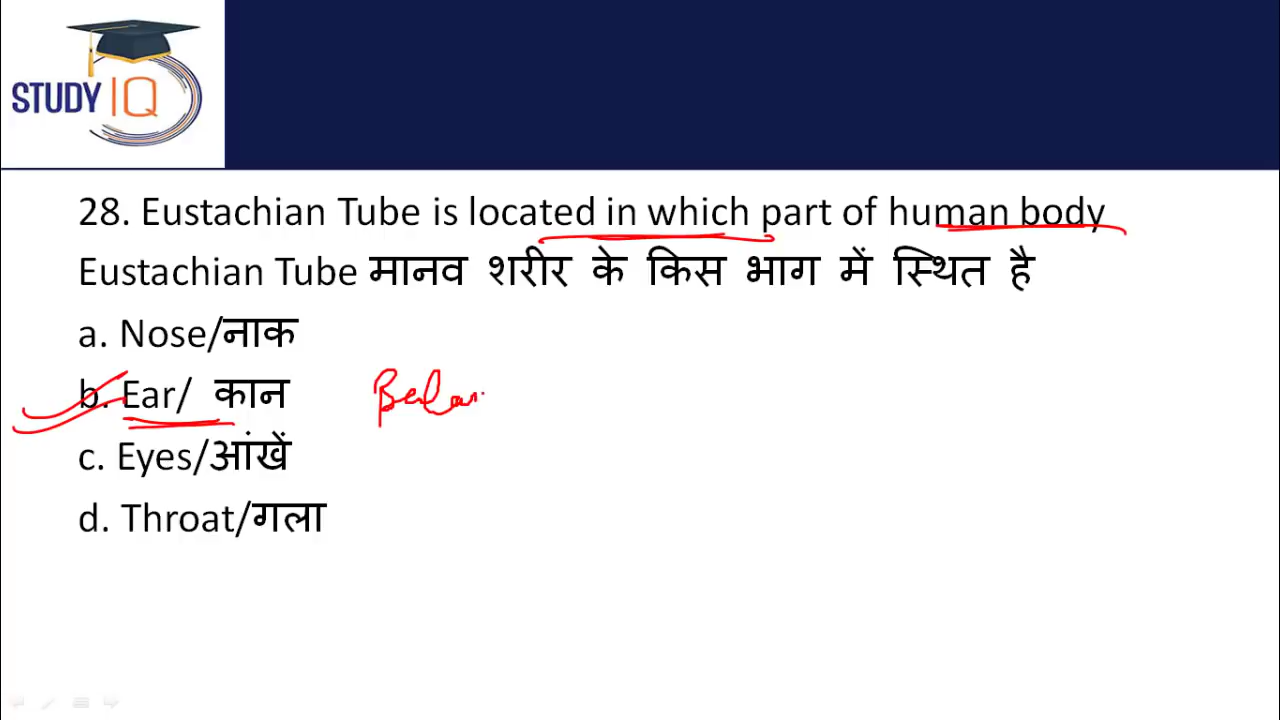 STUDY IQ
28. Eustachian Tube is located in which part of human body
Eustachian Tube मानव शरीर के किस भाग में स्थित है
a. Nose/नाक
b. Ear/ कान
c. Eyes/आंखें
d. Throat/गला